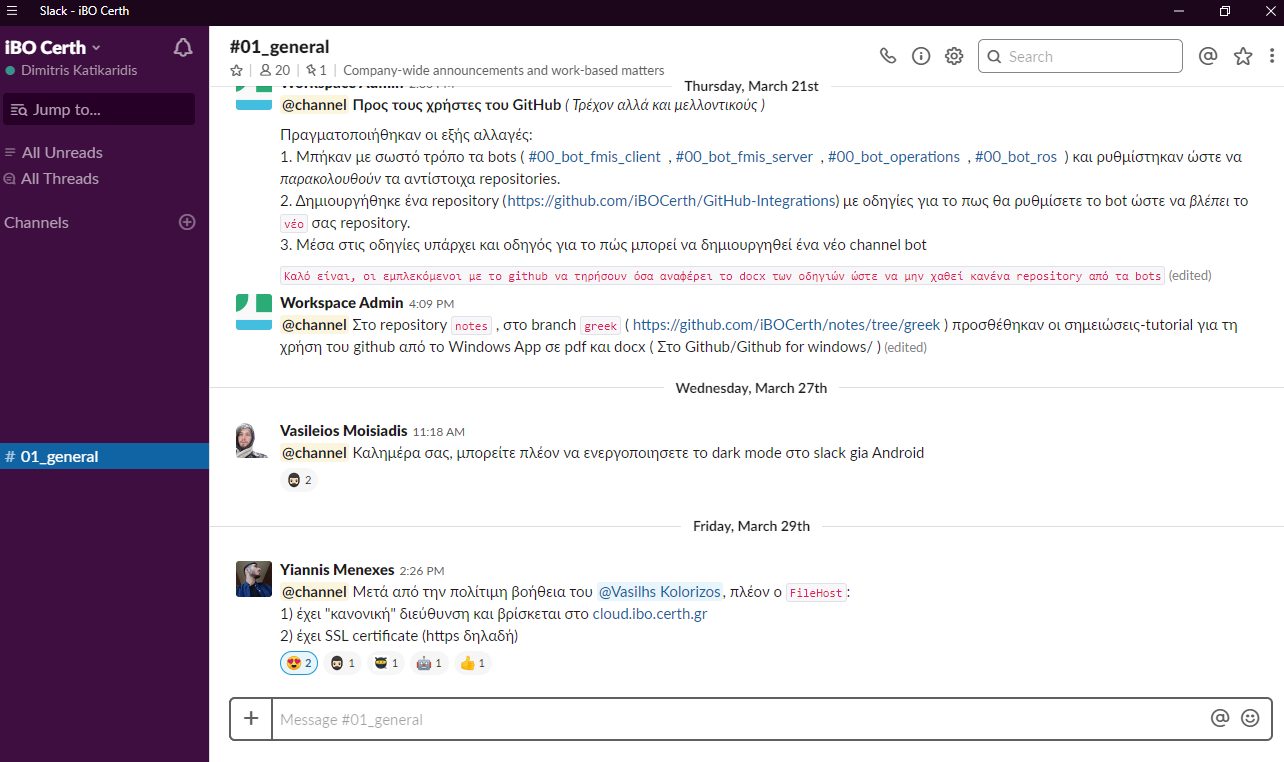 Slack - iBO Certh
iBO Certh
Dimitris Katikaridis
Jump to...
All Unreads
All Threads
Channels
# 01_general
#01_general
20 | 1 | Company-wide announcements and work-based matters
Search
Thursday, March 21st
@channel Προς τους χρήστες του GitHub ( Τρέχον αλλά και μελλοντικούς )
Πραγματοποιήθηκαν οι εξής αλλαγές:
1. Μπήκαν με σωστό τρόπο τα bots ( #00_bot_fmis_client , #00_bot_fmis_server , #00_bot_operations , #00_bot_ros ) και ρυθμίστηκαν ώστε να
παρακολουθούν τα αντίστοιχα repositories.
2. Δημιουργήθηκε ένα repository (https://github.com/iBOCerth/GitHub-Integrations) με οδηγίες για το πως θα ρυθμίσετε το bot ώστε να βλέπει το
νέο σας repository.
3. Μέσα στις οδηγίες υπάρχει και οδηγός για το πώς μπορεί να δημιουργηθεί ένα νέο channel bot
Καλό είναι, οι εμπλεκόμενοι με το github να τηρήσουν όσα αναφέρει το docx των οδηγιών ώστε να μην χαθεί κανένα repository από τα bots (edited)
Workspace Admin 4:09 PM
@channel Στο repository notes , στο branch greek ( https://github.com/iBOCerth/notes/tree/greek ) προσθέθηκαν οι σημειώσεις-tutorial για τη
χρήση του github από το Windows App σε pdf και docx ( Στο Github/Github for windows/ ) (edited)
Wednesday, March 27th
Vasileios Moisiadis 11:18 AM
@channel Καλημέρα σας, μπορείτε πλέον να ενεργοποιησετε το dark mode στο slack gia Android
2
Friday, March 29th
Yiannis Menexes 2:26 PM
@channel Μετά από την πολίτιμη βοήθεια του @Vasilhs Kolorizos, πλέον ο FileHost:
1) έχει "κανονική" διεύθυνση και βρίσκεται στο cloud.ibo.certh.gr
2) έχει SSL certificate (https δηλαδή)
2 1 1 1 1
Message #01_general